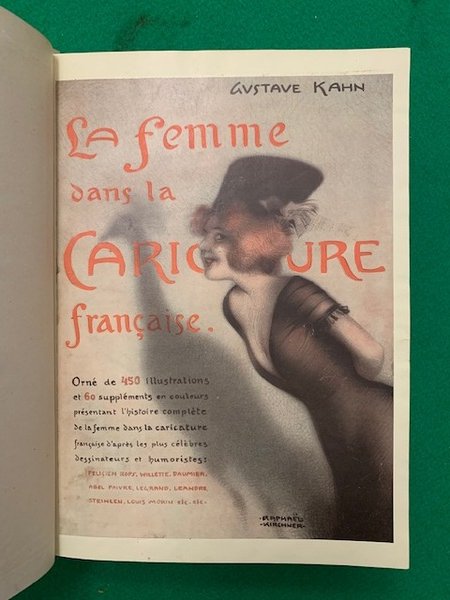 GUSTAVE KAHN
La femme
dans la
CARICATURE
française.
Orné de 450 Illustrations
et 60 suppléments en couleurs
présentant l'histoire complète
de la femme dans la caricature
française d'après les plus célèbres
dessinateurs et humoristes:
FELICIEN ROPS, WILLETTE, DAUMIER,
ABEL FAIVRE, LEGRAND, LEANDRE
STEINLEN, LOUIS MORIN etc. etc.
·RAPHAËL
KIRCHNER·